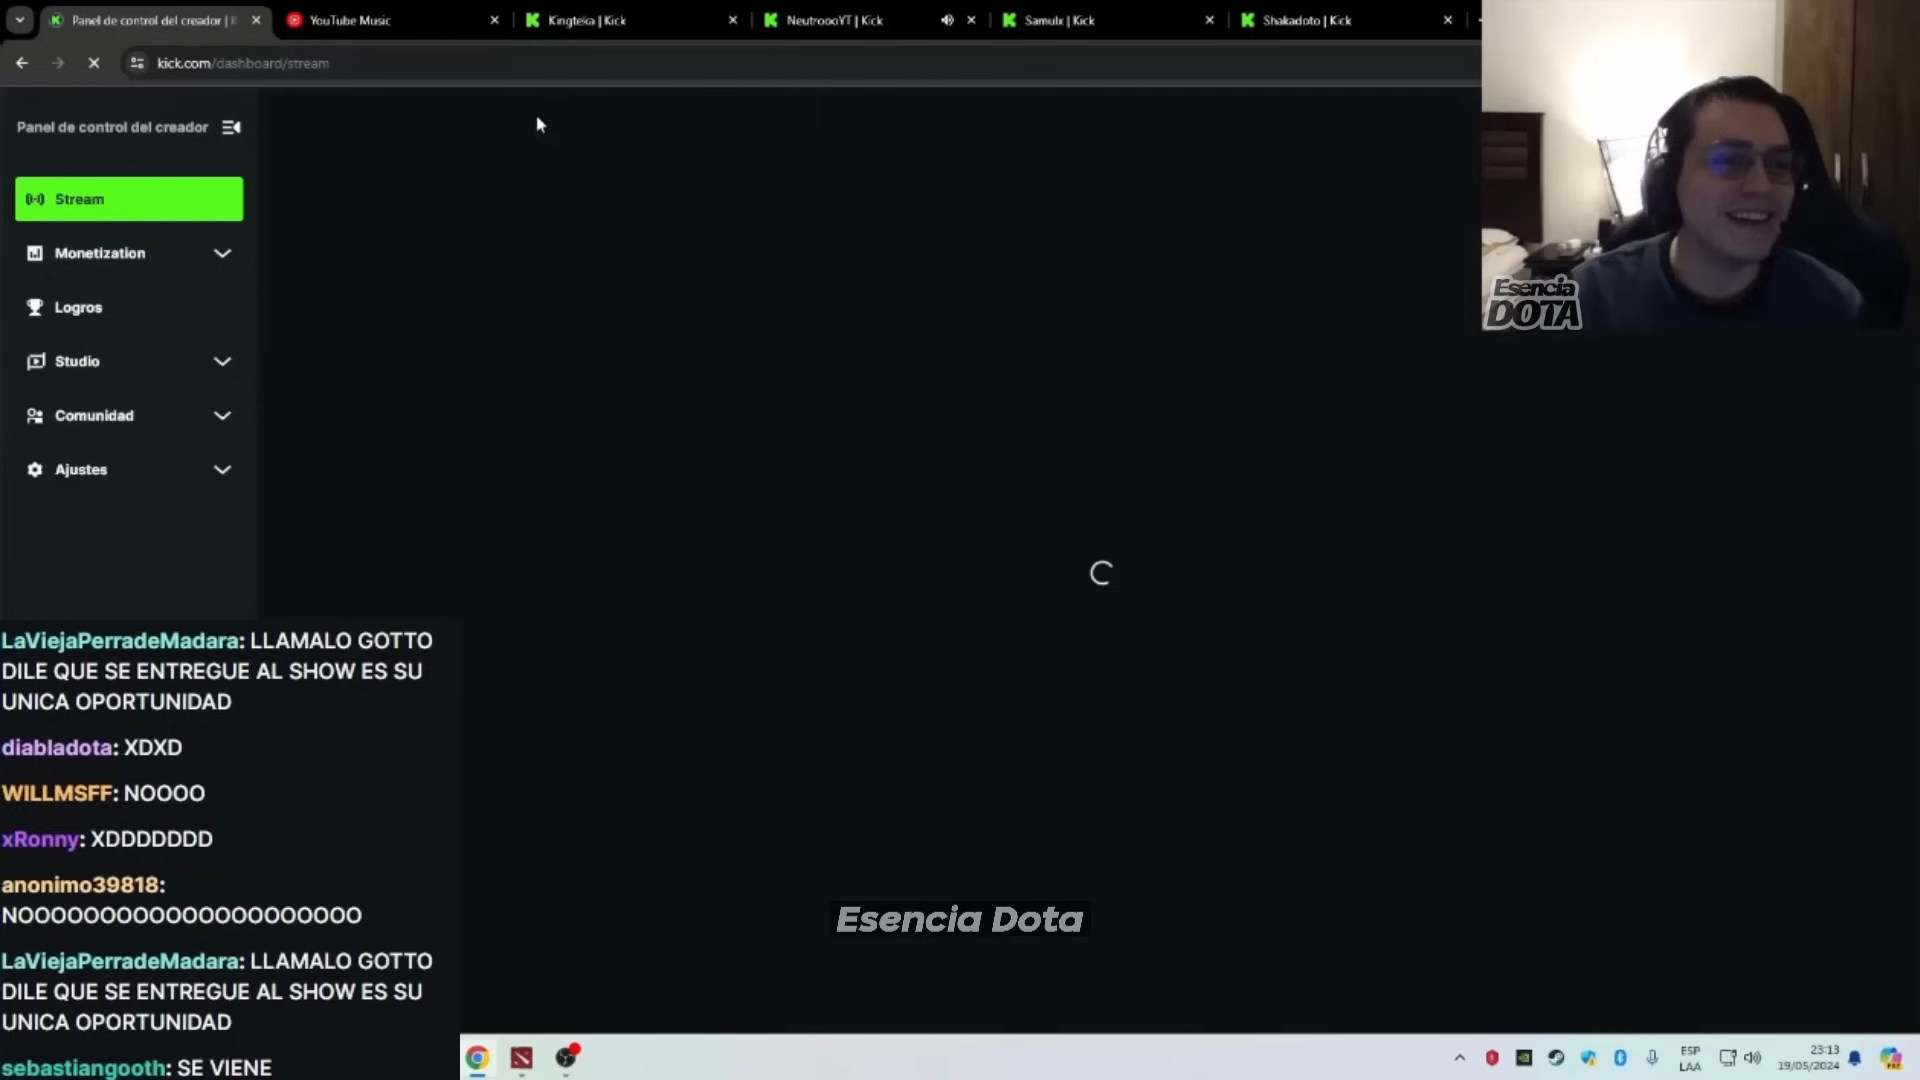 Panel de control del creador | K
YouTube Music
Kingteka | Kick
NeutroooYT | Kick
Samulx | Kick
Shakadoto | Kick
kick.com/dashboard/stream
Panel de control del creador
Stream
Monetization
Logros
Studio
Comunidad
Ajustes
Esencia
DOTA
LaViejaPerradeMadara: LLAMALO GOTTO
DILE QUE SE ENTREGUE AL SHOW ES SU
UNICA OPORTUNIDAD
diabladota: XDXD
WILLMSFF: NOOOO
xRonny: XDDDDDDD
anonimo39818:
NOOOOOOOOOOOOOOOOOOOOO
LaViejaPerradeMadara: LLAMALO GOTTO
DILE QUE SE ENTREGUE AL SHOW ES SU
UNICA OPORTUNIDAD
sebastiangooth: SE VIENE
Esencia Dota
ESP
LAA
23:13
19/05/2024